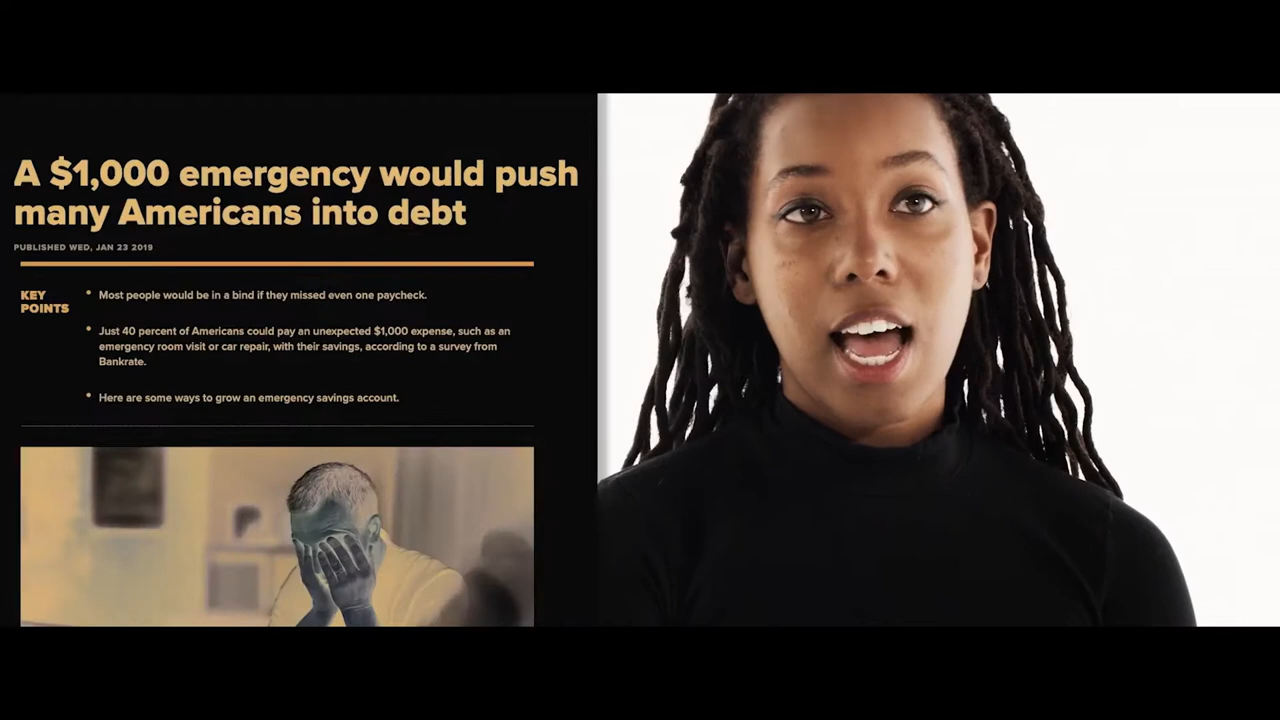 A $1,000 emergency would push
many Americans into debt
PUBLISHED WED, JAN 23 2019
KEY
POINTS
• Most people would be in a bind if they missed even one paycheck.
• Just 40 percent of Americans could pay an unexpected $1,000 expense, such as an
emergency room visit or car repair, with their savings, according to a survey from
Bankrate.
• Here are some ways to grow an emergency savings account.